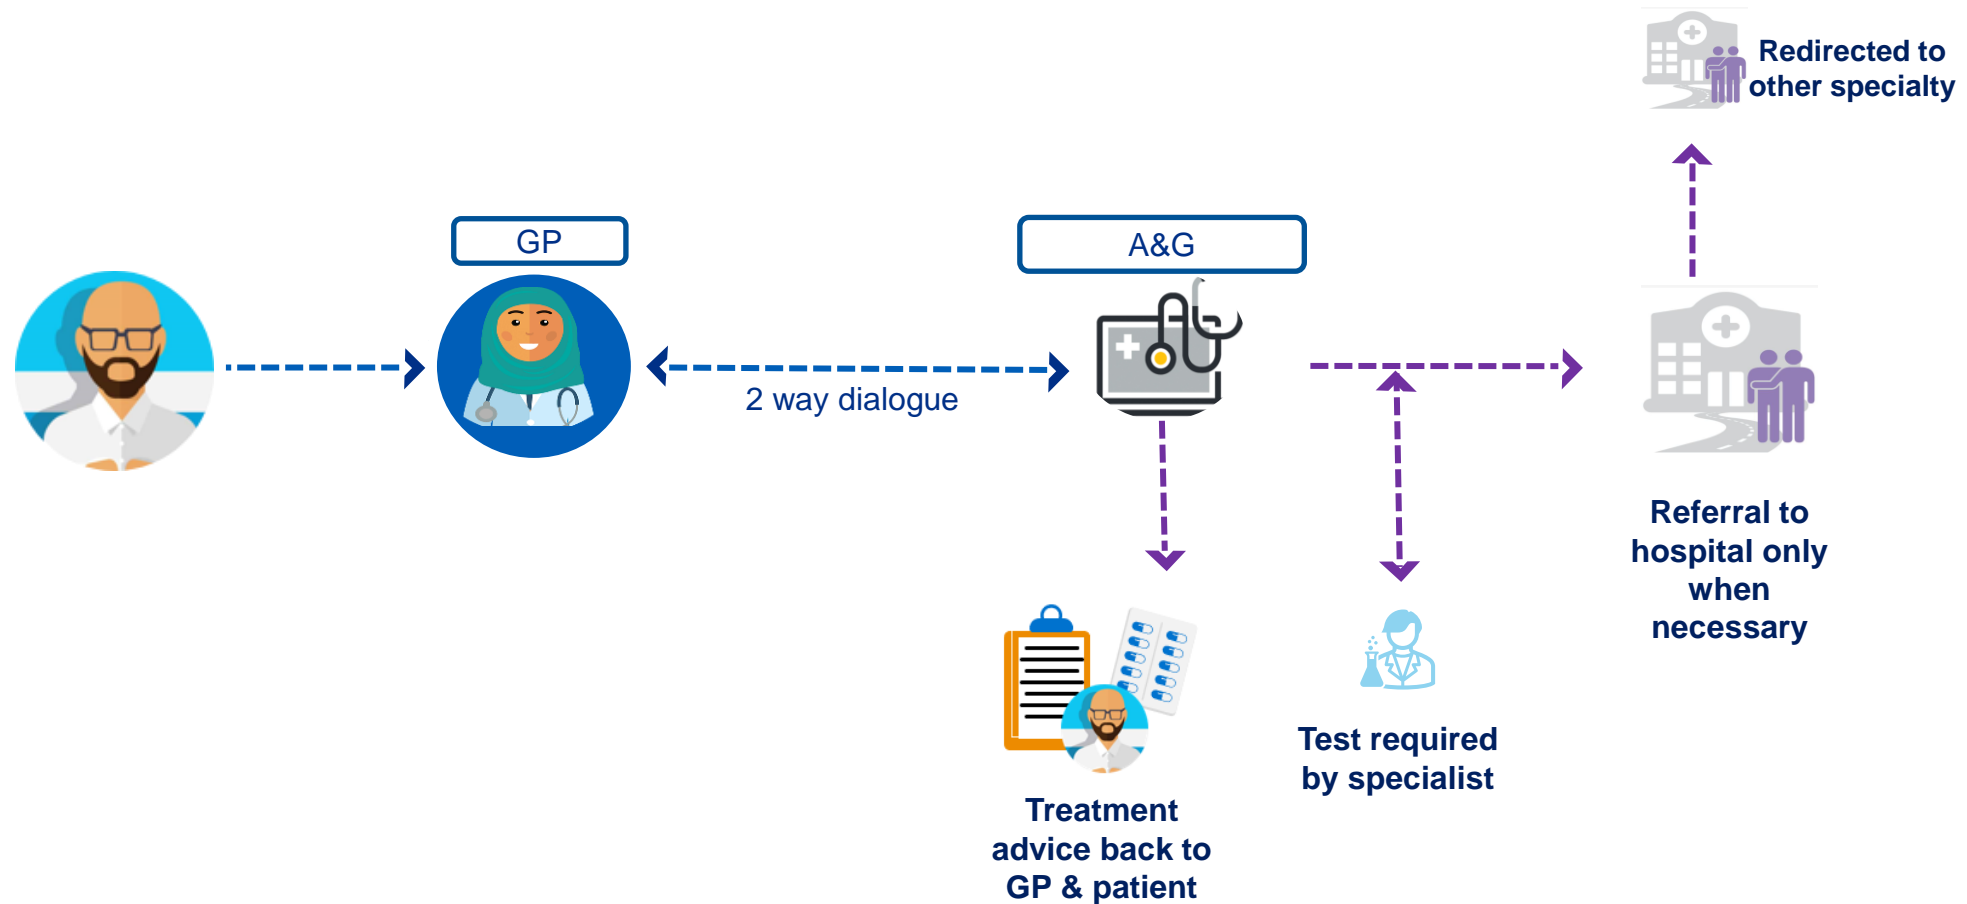 GP
2 way dialogue
A&G
Treatment
advice back to
GP & patient
Test required
by specialist
Referral to
hospital only
when
necessary
Redirected to
other specialty